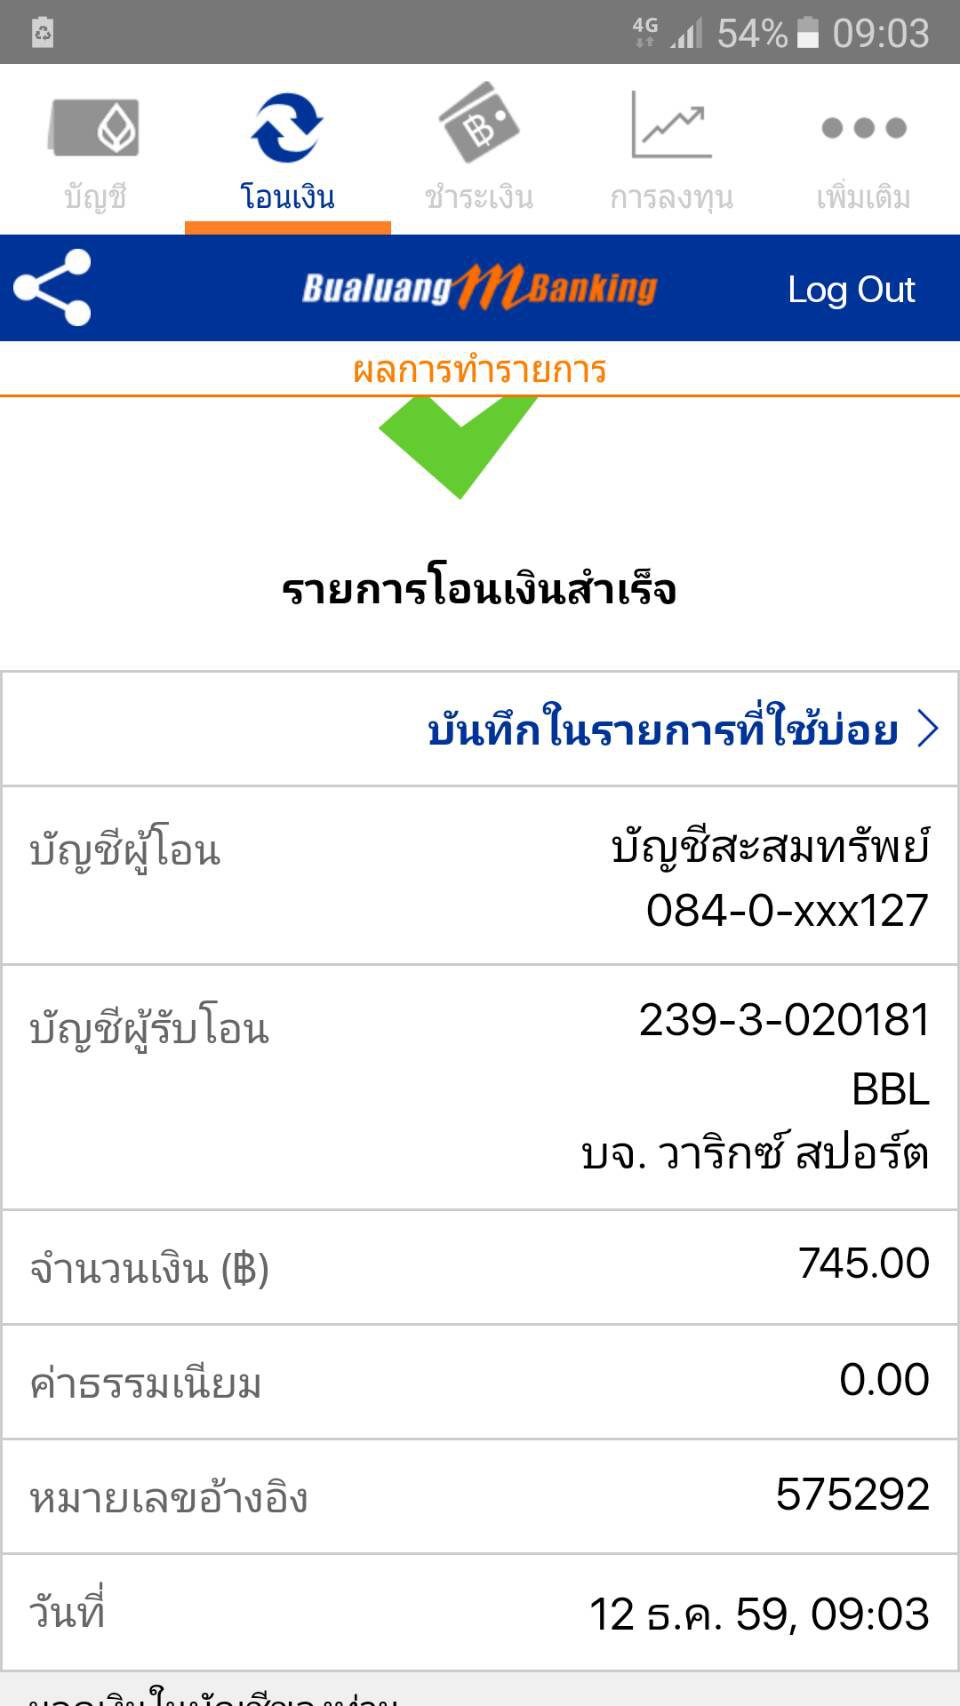 4G 54% 09:03
บัญชี โอนเงิน ชำระเงิน การลงทุน เพิ่มเติม
Bualuang mBanking Log Out
ผลการทำรายการ
รายการโอนเงินสำเร็จ
บันทึกในรายการที่ใช้บ่อย
บัญชีผู้โอน บัญชีสะสมทรัพย์
084-0-xxx127
บัญชีผู้รับโอน 239-3-020181
BBL
บจ. วาริกซ์ สปอร์ต
จำนวนเงิน (฿) 745.00
ค่าธรรมเนียม 0.00
หมายเลขอ้างอิง 575292
วันที่ 12 ธ.ค. 59, 09:03